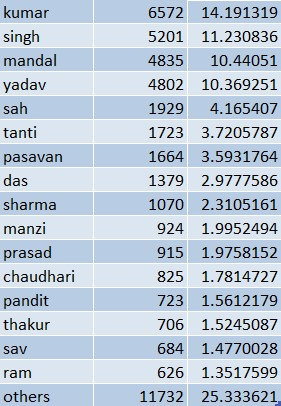 kumar 6572 14.191319
singh 5201 11.230836
mandal 4835 10.44051
yadav 4802 10.369251
sah 1929 4.165407
tanti 1723 3.7205787
pasavan 1664 3.5931764
das 1379 2.9777586
sharma 1070 2.3105161
manzi 924 1.9952494
prasad 915 1.9758152
chaudhari 825 1.7814727
pandit 723 1.5612179
thakur 706 1.5245087
sav 684 1.4770028
ram 626 1.3517599
others 11732 25.333621